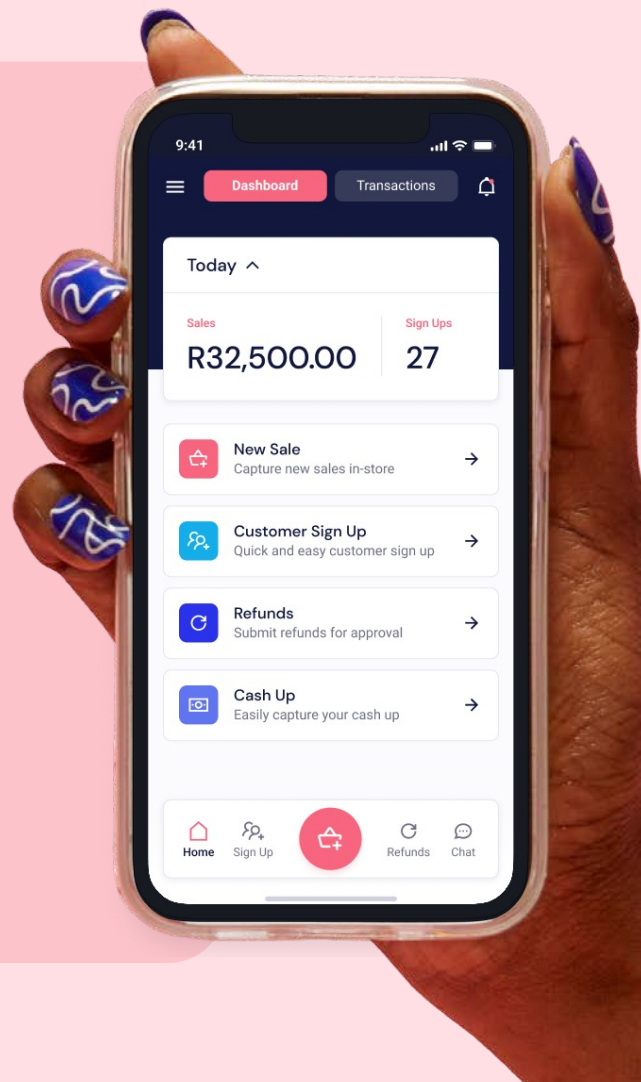 9:41
Dashboard
Transactions
Today
Sales
Sign Ups
R32,500.00
27
New Sale
Capture new sales in-store
Customer Sign Up
Quick and easy customer sign up
Refunds
Submit refunds for approval
Cash Up
Easily capture your cash up
Home
Sign Up
Refunds
Chat